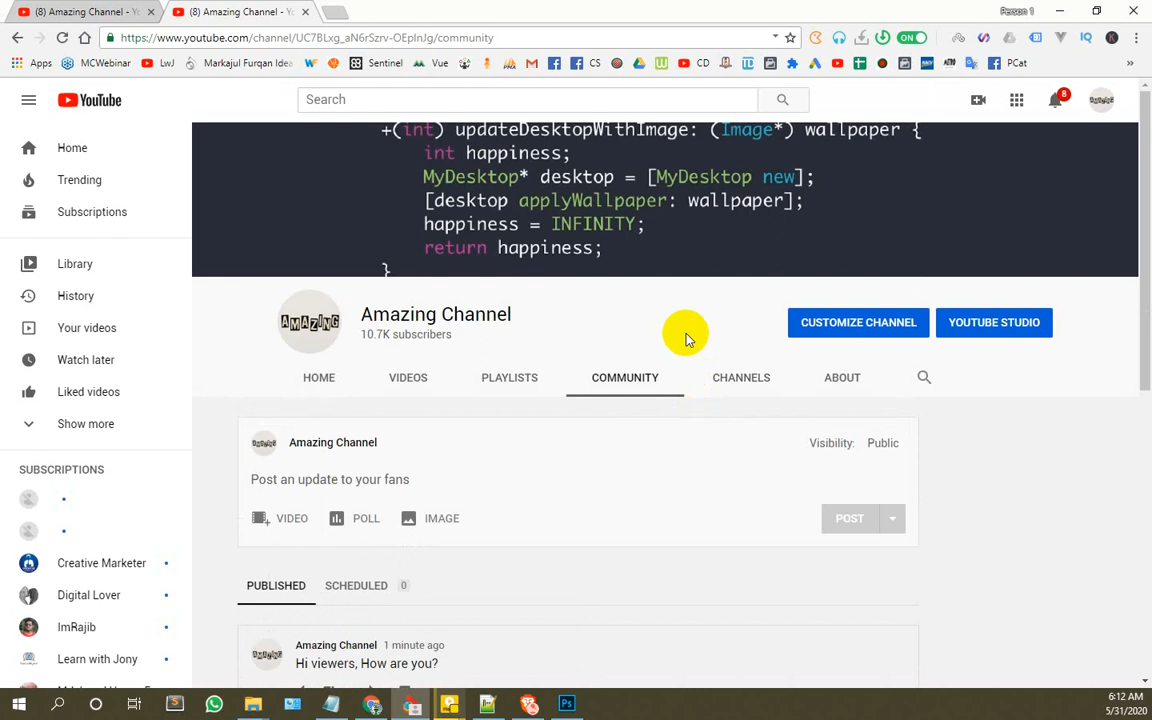 (8) Amazing Channel - Yo
(8) Amazing Channel - Yo
Person 1
https://www.youtube.com/channel/UC7BLxg_aN6rSzrv-OEplnJg/community
ON
IQ
K
Apps
MCWebinar
LwJ
Markajul Furqan Idea
Sentinel
Vue
CS
CD
PCat
YouTube
Search
8
Home
Trending
Subscriptions
Library
History
Your videos
Watch later
Liked videos
Show more
SUBSCRIPTIONS
Creative Marketer
Digital Lover
ImRajib
Learn with Jony
+(int) updateDesktopWithImage: (Image*) wallpaper {
int happiness;
MyDesktop* desktop = [MyDesktop new];
[desktop applyWallpaper: wallpaper];
happiness = INFINITY;
return happiness;
}
AMAZING
Amazing Channel
10.7K subscribers
CUSTOMIZE CHANNEL
YOUTUBE STUDIO
HOME
VIDEOS
PLAYLISTS
COMMUNITY
CHANNELS
ABOUT
Amazing Channel
Visibility: Public
Post an update to your fans
VIDEO
POLL
IMAGE
POST
PUBLISHED
SCHEDULED 0
Amazing Channel 1 minute ago
Hi viewers, How are you?
Ps
6:12 AM
5/31/2020